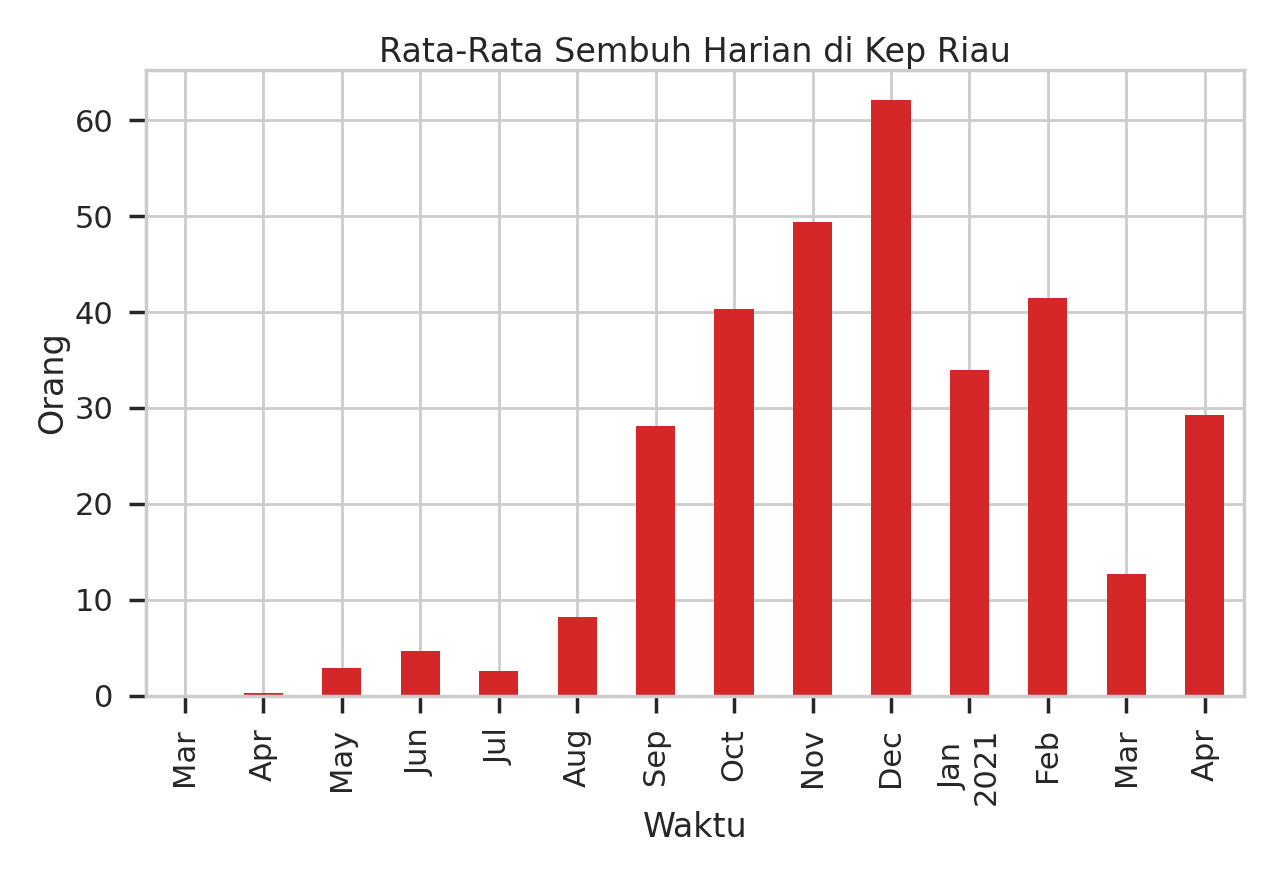 Rata-Rata Sembuh Harian di Kep Riau
Orang
60
50
40
30
20
10
0
Mar
Apr
May
Jun
Jul
Aug
Sep
Oct
Nov
Dec
Jan
2021
Feb
Mar
Apr
Waktu